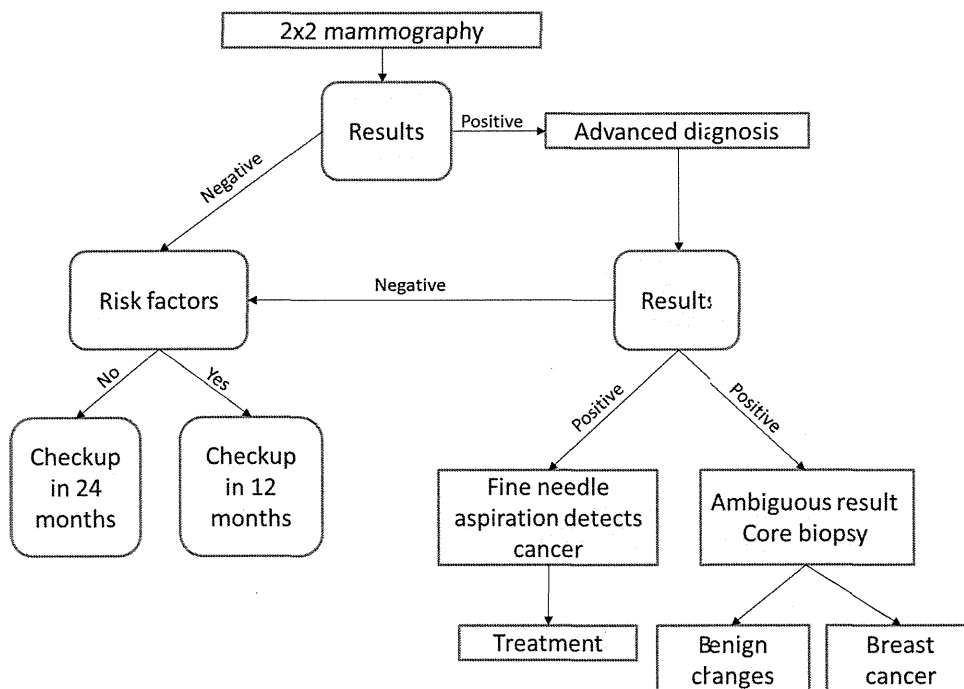 2x2 mammography
Results
Positive
Advanced diagnosis
Negative
Risk factors
Negative
Results
No
Yes
Positive
Positive
Checkup
in 24
months
Checkup
in 12
months
Fine needle
aspiration detects
cancer
Ambiguous result
Core biopsy
Treatment
Benign
changes
Breast
cancer